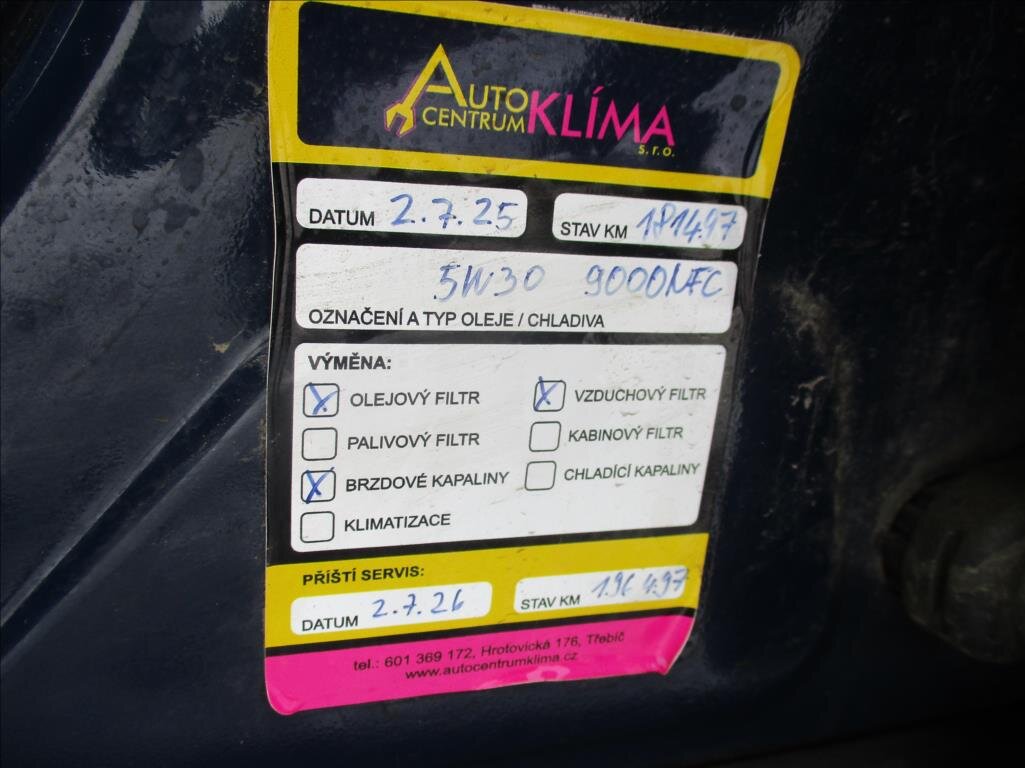 AUTO
CENTRUM KLÍMA
s.r.o.
DATUM 2.7.25 STAV KM 181497
5W30 9000NFC
OZNAČENÍ A TYP OLEJE / CHLADIVA
VÝMĚNA:
X OLEJOVÝ FILTR X VZDUCHOVÝ FILTR
PALIVOVÝ FILTR KABINOVÝ FILTR
X BRZDOVÉ KAPALINY CHLADÍCÍ KAPALINY
KLIMATIZACE
PŘÍŠTÍ SERVIS:
DATUM 2.7.26 STAV KM 196497
tel.: 601 369 172, Hrotovická 176, Třebíč
www.autocentrumklima.cz